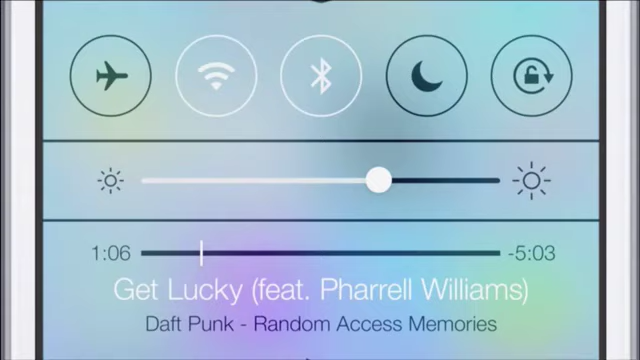 1:06 -5:03
Get Lucky (feat. Pharrell Williams)
Daft Punk - Random Access Memories